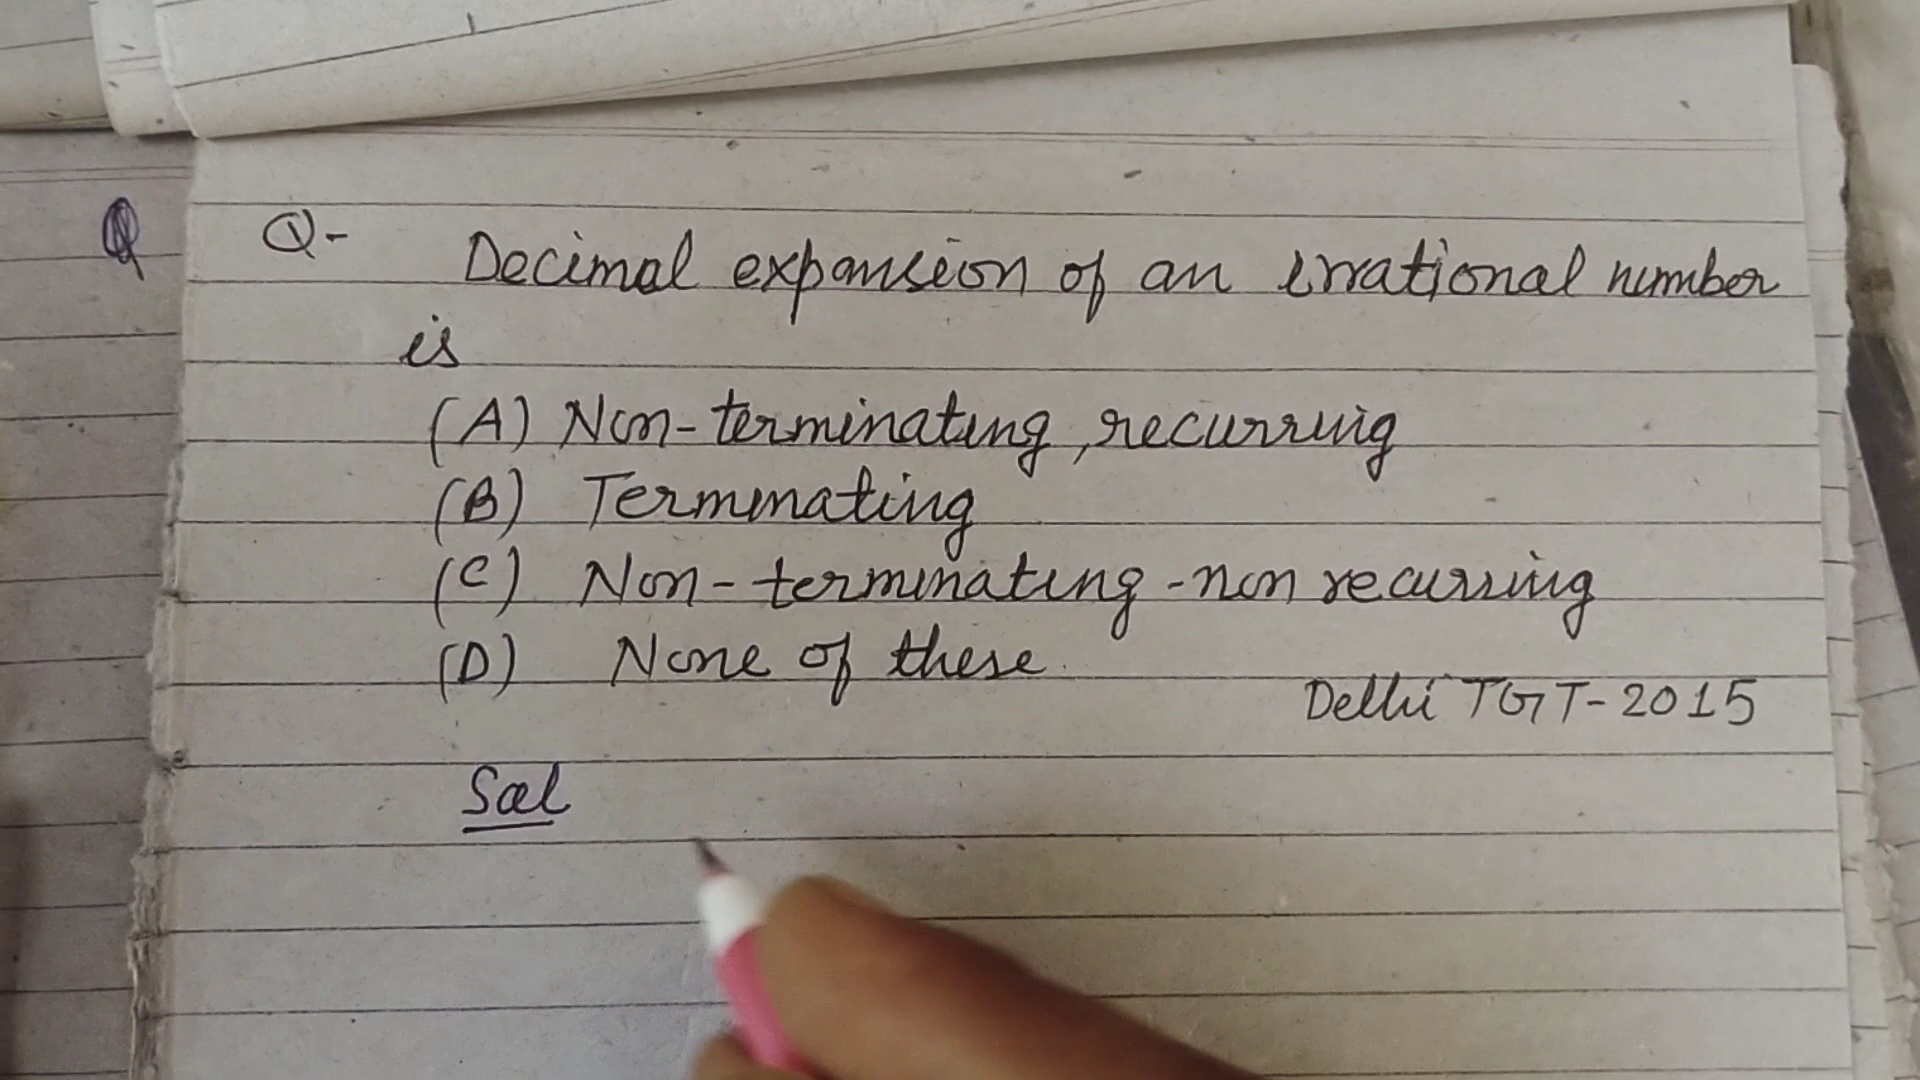 Q Q- Decimal expansion of an irrational number
is
(A) Non-terminating, recurring
(B) Terminating
(C) Non-terminating-non recurring
(D) None of these
Delhi TGT-2015
Sol